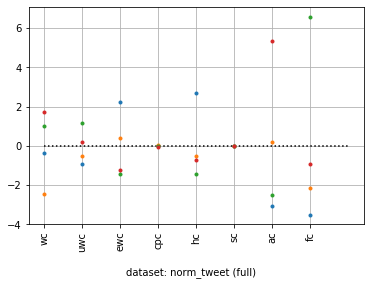 6
4
2
0
−2
−4
wc
uwc
ewc
cpc
hc
sc
ac
fc
dataset: norm_tweet (full)